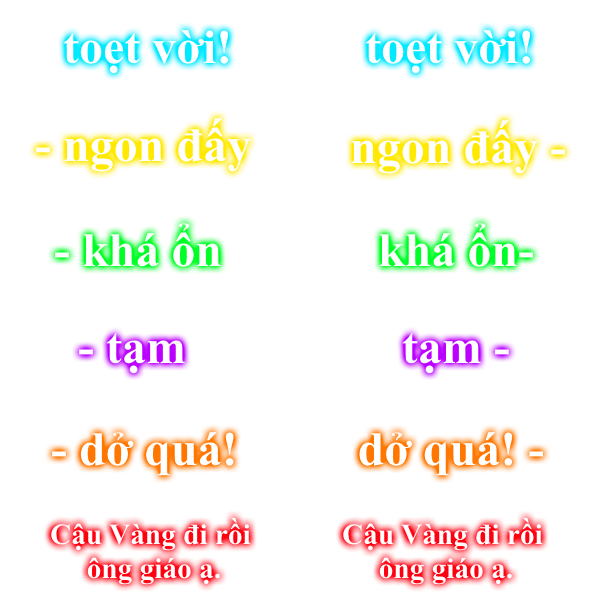 toẹt vời! toẹt vời!
- ngon đấy ngon đấy -
- khá ổn khá ổn-
- tạm tạm -
- dở quá! dở quá! -
Cậu Vàng đi rồi Cậu Vàng đi rồi
ông giáo ạ. ông giáo ạ.